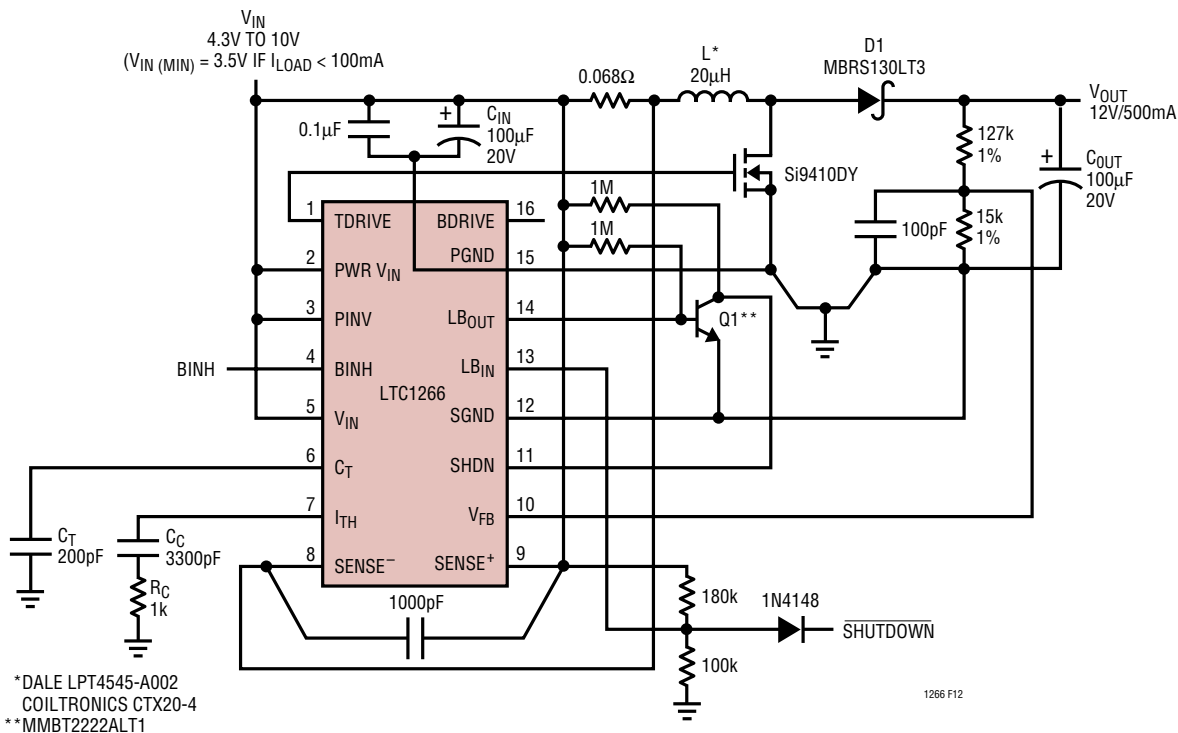 VIN
4.3V TO 10V
(VIN (MIN) = 3.5V IF ILOAD < 100mA
0.1μF
+
CIN
100μF
20V
0.068Ω
L*
20μH
D1
MBRS130LT3
VOUT
12V/500mA
127k
1%
+
COUT
100μF
20V
Si9410DY
100pF
15k
1%
1M
1M
1
TDRIVE
BDRIVE
16
2
PWR VIN
PGND
15
3
PINV
LBOUT
14
Q1**
BINH
4
BINH
LBIN
13
LTC1266
5
VIN
SGND
12
6
CT
SHDN
11
7
ITH
VFB
10
8
SENSE–
SENSE+
9
CT
200pF
CC
3300pF
RC
1k
1000pF
180k
1N4148
SHUTDOWN
100k
*DALE LPT4545-A002
COILTRONICS CTX20-4
**MMBT2222ALT1
1266 F12